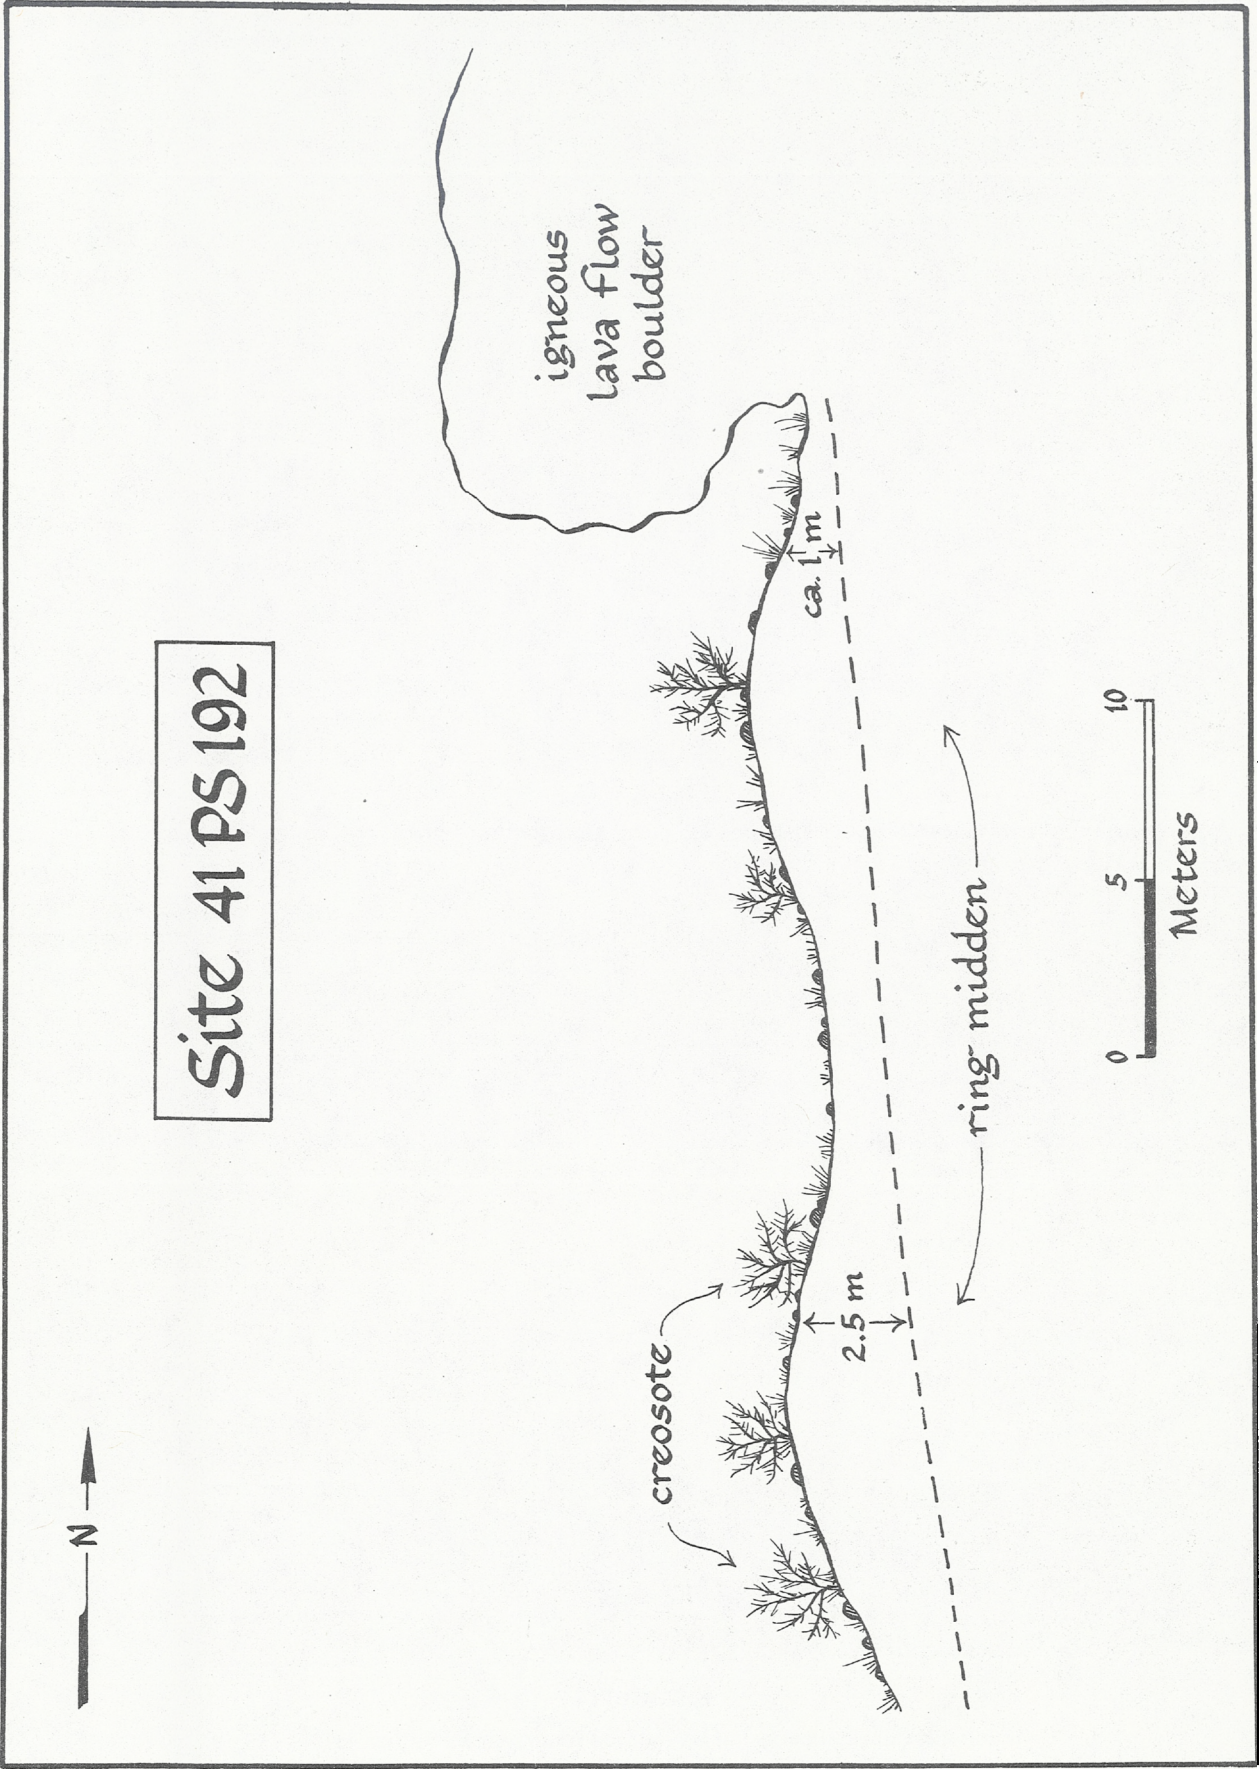 Site 41 PS 192
N
igneous
lava flow
boulder
creosote
2.5 m
ca. 1 m
ring midden
0 5 10
Meters